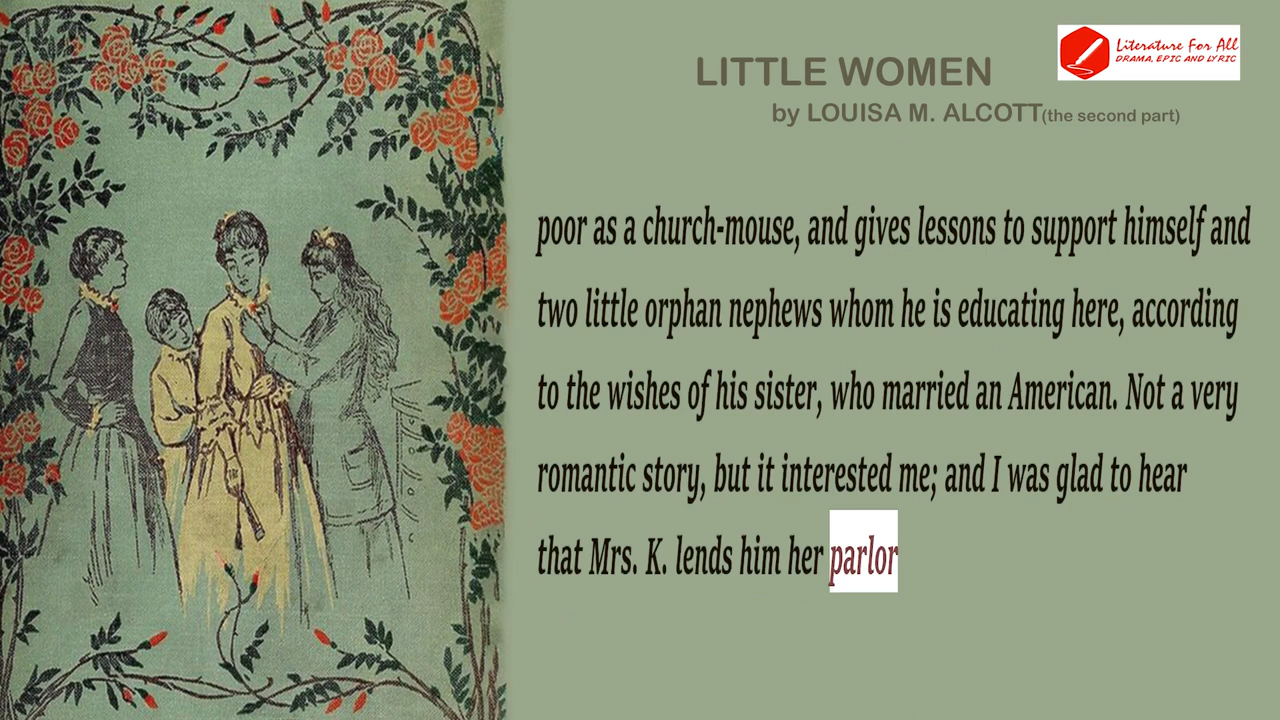 LITTLE WOMEN
by LOUISA M. ALCOTT(the second part)
Literature For All
DRAMA, EPIC AND LYRIC
poor as a church-mouse, and gives lessons to support himself and
two little orphan nephews whom he is educating here, according
to the wishes of his sister, who married an American. Not a very
romantic story, but it interested me; and I was glad to hear
that Mrs. K. lends him her parlor